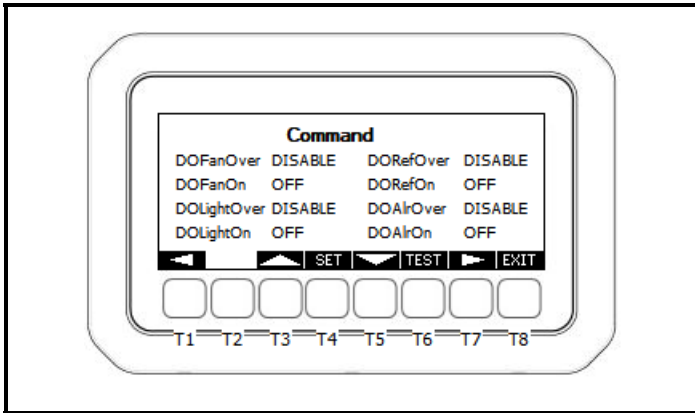 Command
DOFanOver DISABLE DORefOver DISABLE
DOFanOn OFF DORefOn OFF
DOLightOver DISABLE DOAlrOver DISABLE
DOLightOn OFF DOAlrOn OFF
SET TEST EXIT
T1 T2 T3 T4 T5 T6 T7 T8